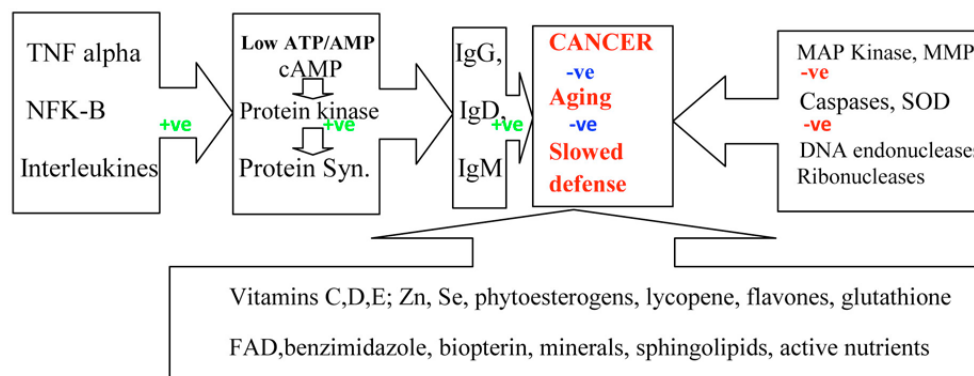 TNF alpha
NFK-B
+ve
Interleukines
Low ATP/AMP
cAMP
Protein kinase
+ve
Protein Syn.
IgG,
IgD,
+ve
IgM
CANCER
-ve
Aging
-ve
Slowed
defense
MAP Kinase, MMP
-ve
Caspases, SOD
-ve
DNA endonucleases
Ribonucleases
Vitamins C,D,E; Zn, Se, phytoesterogens, lycopene, flavones, glutathione
FAD,benzimidazole, biopterin, minerals, sphingolipids, active nutrients